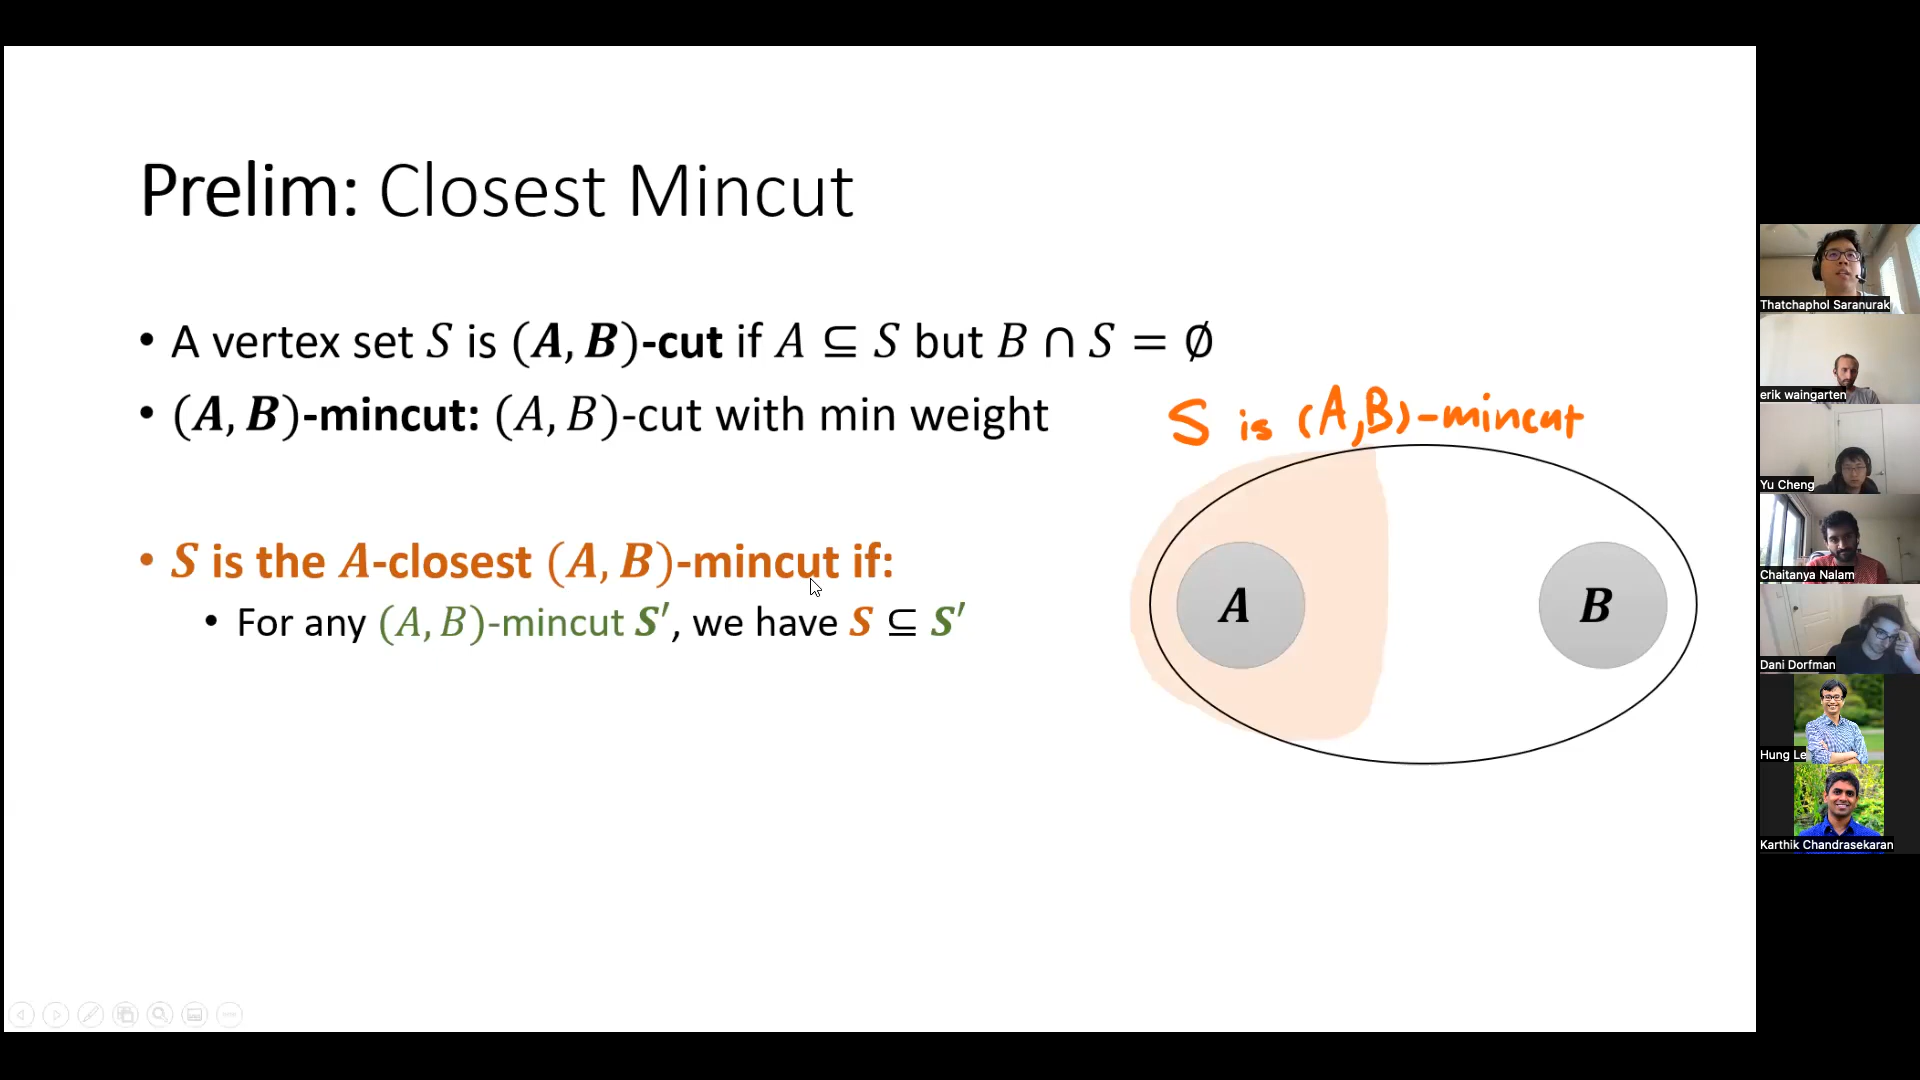 Prelim: Closest Mincut
• A vertex set S is (A, B)-cut if A ⊆ S but B ∩ S = ∅
• (A, B)-mincut: (A, B)-cut with min weight
S is (A,B)-mincut
• S is the A-closest (A, B)-mincut if:
• For any (A, B)-mincut S′, we have S ⊆ S′
A
B
Thatchaphol Saranurak
erik waingarten
Yu Cheng
Chaitanya Nalam
Dani Dorfman
Hung Le
Karthik Chandrasekaran